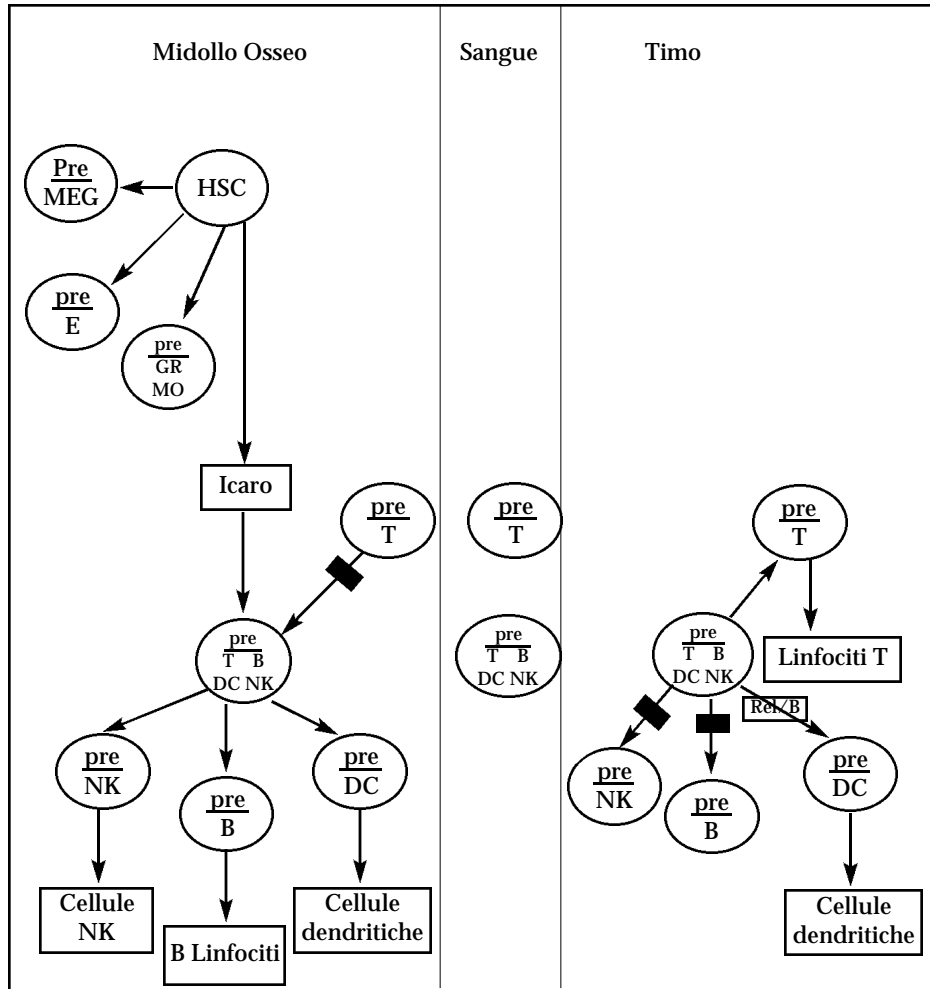 Midollo Osseo
Sangue
Timo
Pre
MEG
HSC
pre
E
pre
GR
MO
Icaro
pre
T
pre
T
pre
T
pre
T B
DC NK
pre
T B
DC NK
pre
T B
DC NK
Linfociti T
Rel./B
pre
NK
pre
B
pre
DC
pre
NK
pre
B
pre
DC
Cellule
NK
B Linfociti
Cellule
dendritiche
Cellule
dendritiche